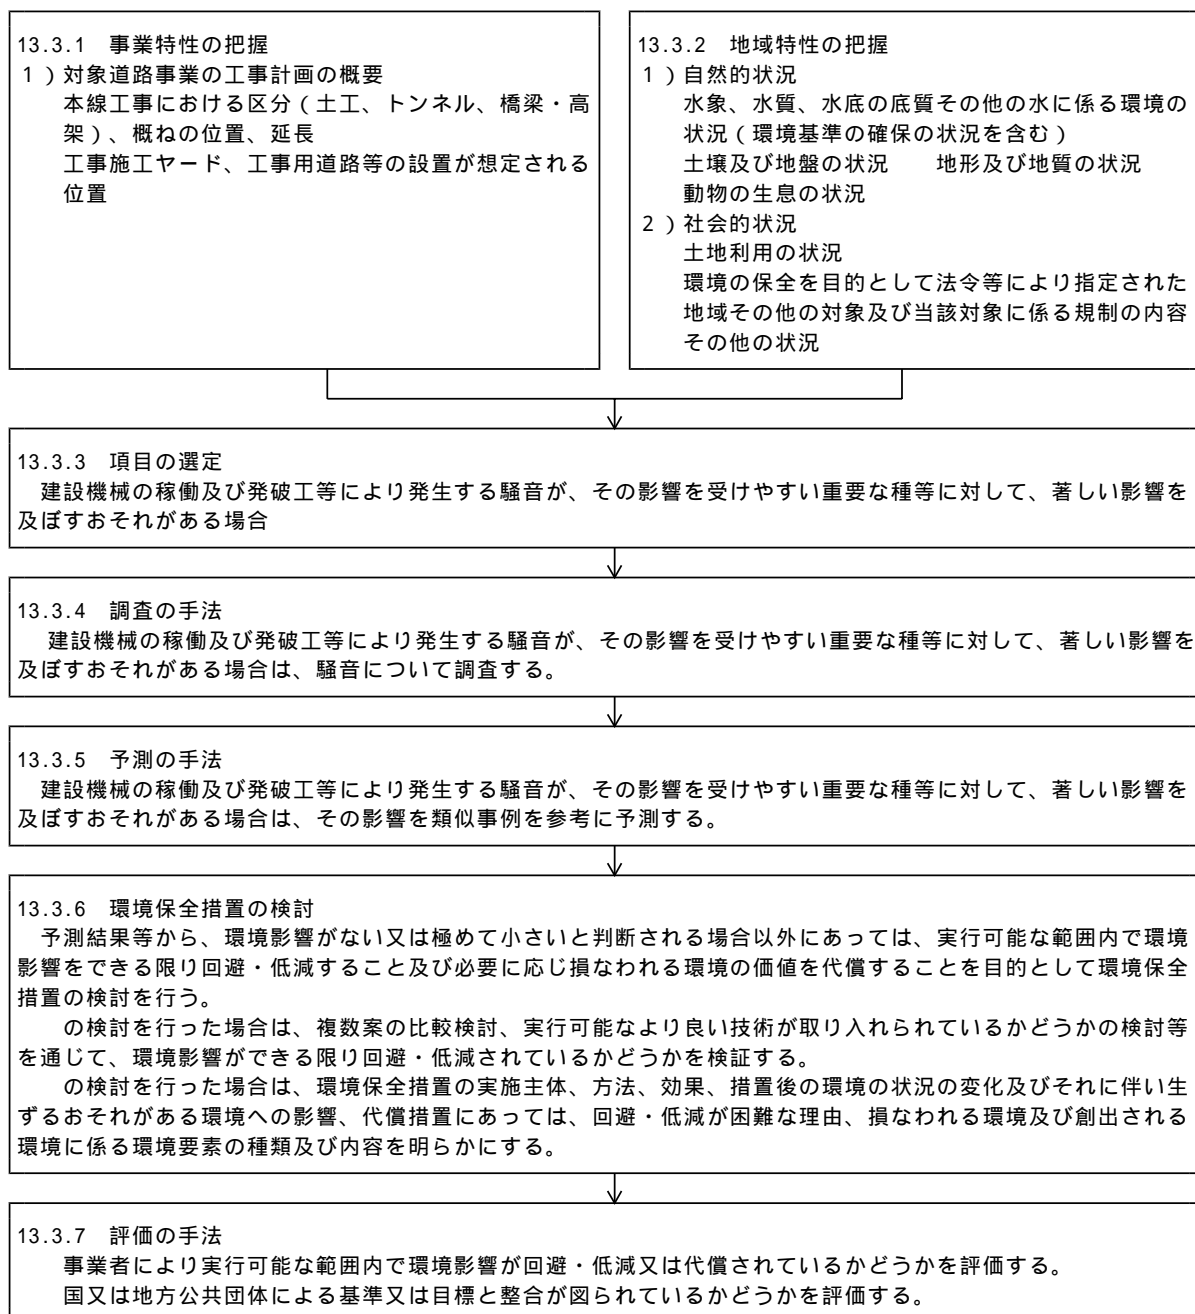 13.3.1 事業特性の把握
1)対象道路事業の工事計画の概要
本線工事における区分(土工、トンネル、橋梁・高
架)、概ねの位置、延長
工事施工ヤード、工事用道路等の設置が想定される
位置
13.3.2 地域特性の把握
1)自然的状況
水象、水質、水底の底質その他の水に係る環境の
状況(環境基準の確保の状況を含む)
土壌及び地盤の状況  地形及び地質の状況
動物の生息の状況
2)社会的状況
土地利用の状況
環境の保全を目的として法令等により指定された
地域その他の対象及び当該対象に係る規制の内容
その他の状況
13.3.3 項目の選定
建設機械の稼働及び発破工等により発生する騒音が、その影響を受けやすい重要な種等に対して、著しい影響を
及ぼすおそれがある場合
13.3.4 調査の手法
建設機械の稼働及び発破工等により発生する騒音が、その影響を受けやすい重要な種等に対して、著しい影響を
及ぼすおそれがある場合は、騒音について調査する。
13.3.5 予測の手法
建設機械の稼働及び発破工等により発生する騒音が、その影響を受けやすい重要な種等に対して、著しい影響を
及ぼすおそれがある場合は、その影響を類似事例を参考に予測する。
13.3.6 環境保全措置の検討
予測結果等から、環境影響がない又は極めて小さいと判断される場合以外にあっては、実行可能な範囲内で環境
影響をできる限り回避・低減すること及び必要に応じ損なわれる環境の価値を代償することを目的として環境保全
措置の検討を行う。
の検討を行った場合は、複数案の比較検討、実行可能なより良い技術が取り入れられているかどうかの検討等
を通じて、環境影響ができる限り回避・低減されているかどうかを検証する。
の検討を行った場合は、環境保全措置の実施主体、方法、効果、措置後の環境の状況の変化及びそれに伴い生
ずるおそれがある環境への影響、代償措置にあっては、回避・低減が困難な理由、損なわれる環境及び創出される
環境に係る環境要素の種類及び内容を明らかにする。
13.3.7 評価の手法
事業者により実行可能な範囲内で環境影響が回避・低減又は代償されているかどうかを評価する。
国又は地方公共団体による基準又は目標と整合が図られているかどうかを評価する。